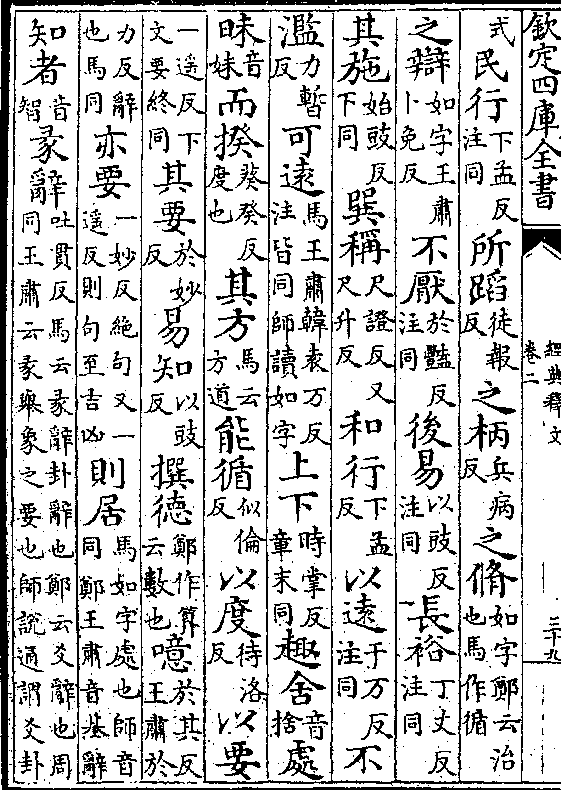 欽定四庫全書 經典釋文 卷二 三十九
式民行下孟反注同所蹈徒報反之柄兵病反之脩如字鄭云治也馬作循
之辯如字王肅卜免反不厭於豔反注同後易以豉反注同長裕丁丈反注同
其施始豉反下同巽稱尺證反又尺升反和行下孟反以遠于万反注同不
濫力暫反可遠馬王肅韓袁万反注皆同師讀如字上下時掌反章末同趣舍音捨處
昧音妹而揆葵癸反度也其方馬云方道能循似倫反以度待洛反以要
一遥反下文要終同其要於妙反易知以豉反撰德鄭作算云數也噫於其反王肅於
力反辭也馬同亦要一妙反絶句又一遥反則句至吉凶則居馬如字處也師音同鄭王肅音基辭
知者音智彖辭吐貫反馬云彖辭卦辭也鄭云爻辭也周同王肅云彖舉象之要也師說通謂爻卦